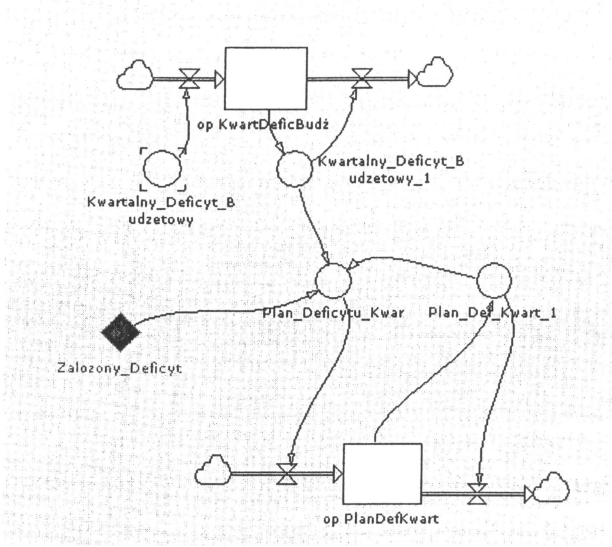 op KwartDeficBudż
Kwartalny_Deficyt_B
udzetowy
Kwartalny_Deficyt_B
udzetowy_1
Plan_Deficytu_Kwar
Plan_Def_Kwart_1
Zalozony_Deficyt
op PlanDefKwart